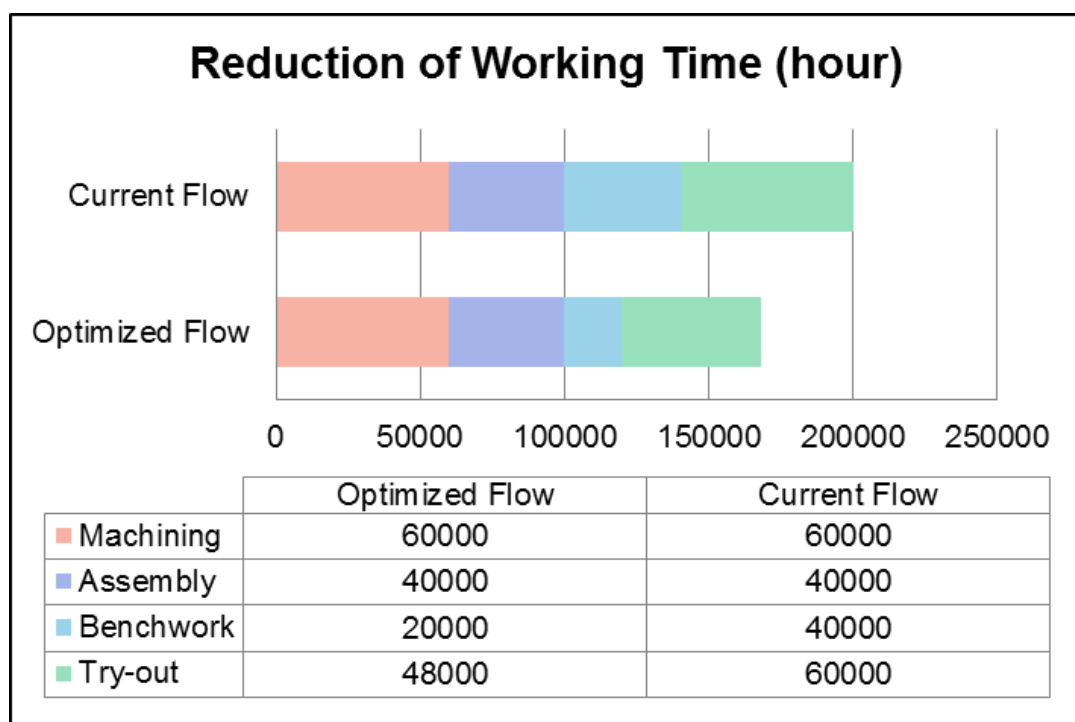 Reduction of Working Time (hour)
Current Flow
Optimized Flow
0 50000 100000 150000 200000 250000
Optimized Flow Current Flow
Machining 60000 60000
Assembly 40000 40000
Benchwork 20000 40000
Try-out 48000 60000